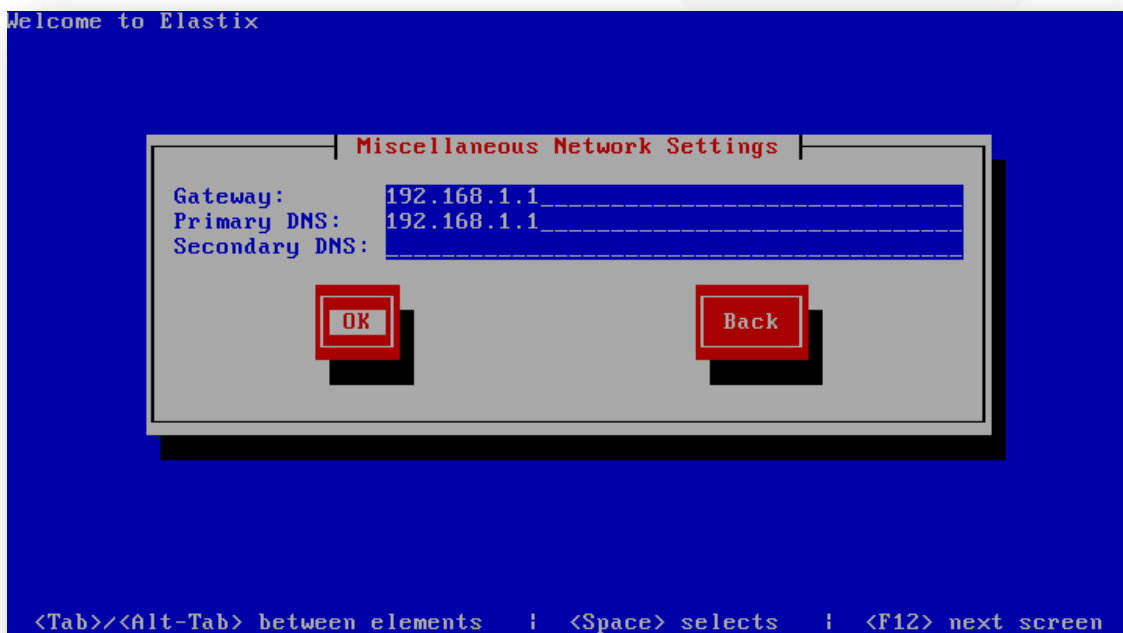 Welcome to Elastix
Miscellaneous Network Settings
Gateway: 192.168.1.1
Primary DNS: 192.168.1.1
Secondary DNS:
OK Back
<Tab>/<Alt-Tab> between elements | <Space> selects | <F12> next screen